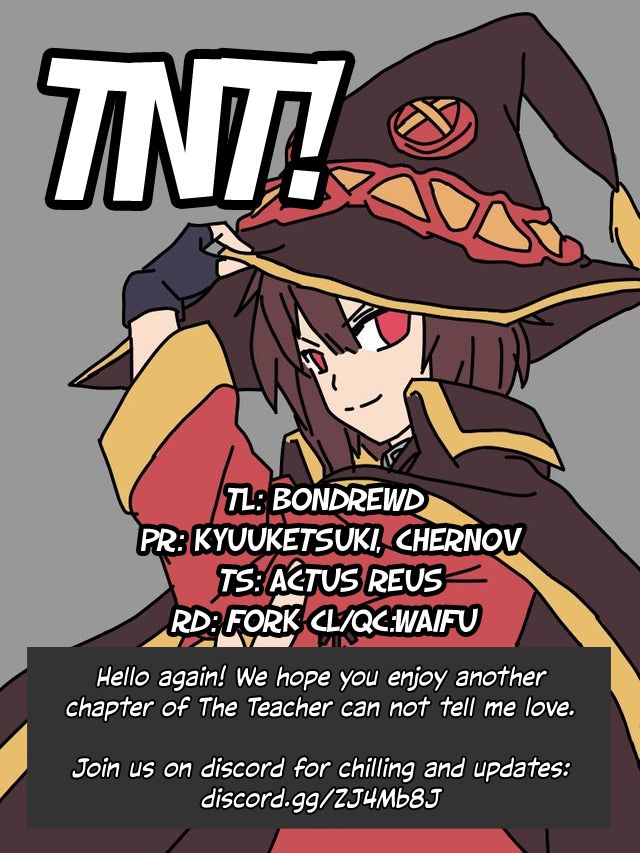 TNT!
TL: BONDREWD
PR: KYUUKETSUKI, CHERNOV
TS: ACTUS REUS
RD: FORK CL/QC:WAIFU
Hello again! We hope you enjoy another
chapter of The Teacher can not tell me love.
Join us on discord for chilling and updates:
discord.gg/ZJ4Mb8J